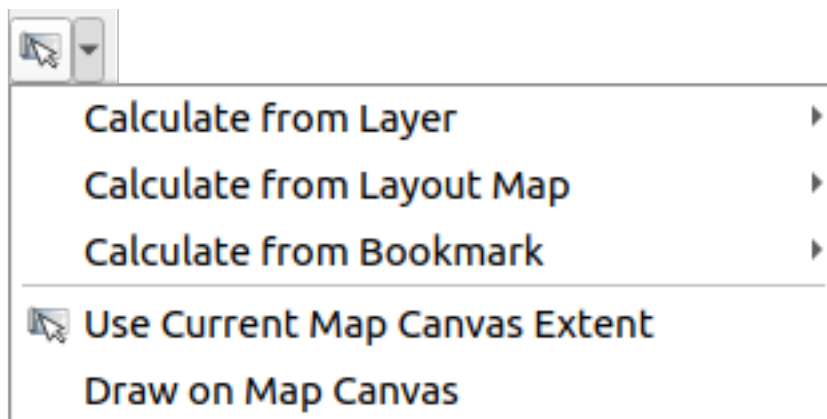 Calculate from Layer
Calculate from Layout Map
Calculate from Bookmark
Use Current Map Canvas Extent
Draw on Map Canvas